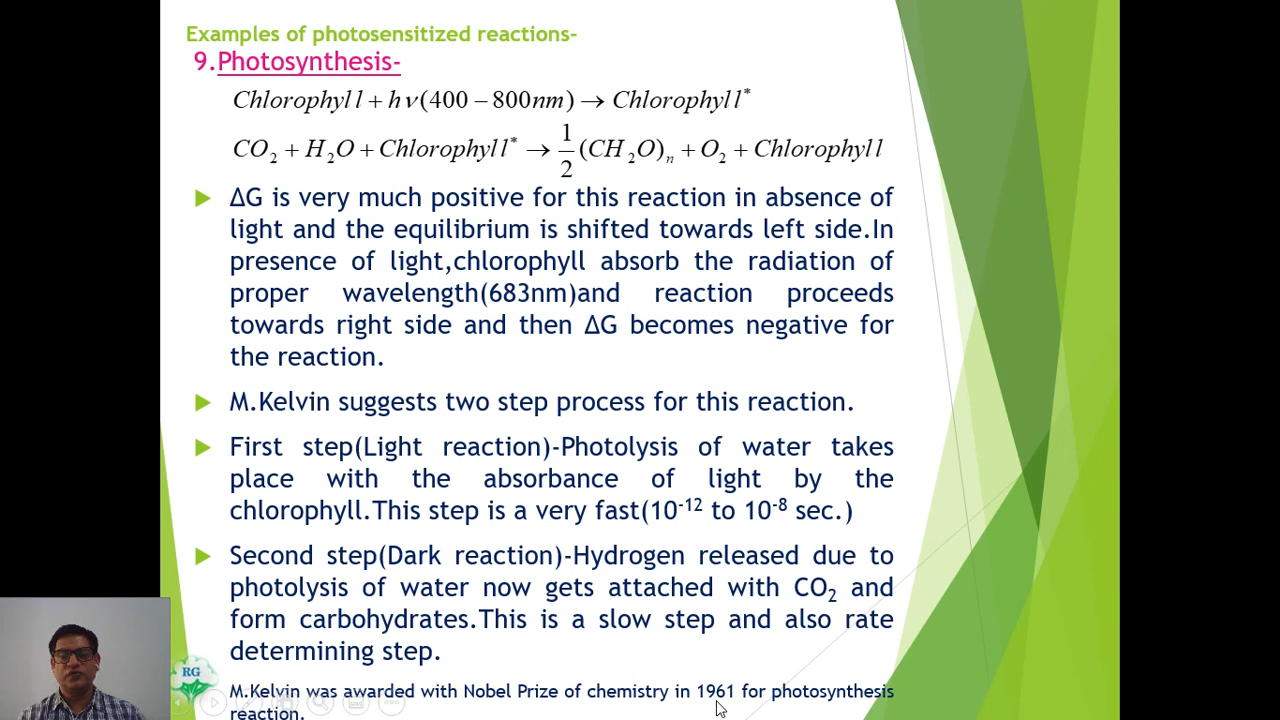 Examples of photosensitized reactions-
9.Photosynthesis-
Chlorophyll + hν(400 − 800nm) → Chlorophyll*
CO₂ + H₂O + Chlorophyll* → 1/2 (CH₂O)ₙ + O₂ + Chlorophyll
ΔG is very much positive for this reaction in absence of
light and the equilibrium is shifted towards left side.In
presence of light,chlorophyll absorb the radiation of
proper wavelength(683nm)and reaction proceeds
towards right side and then ΔG becomes negative for
the reaction.
M.Kelvin suggests two step process for this reaction.
First step(Light reaction)-Photolysis of water takes
place with the absorbance of light by the
chlorophyll.This step is a very fast(10⁻¹² to 10⁻⁸ sec.)
Second step(Dark reaction)-Hydrogen released due to
photolysis of water now gets attached with CO₂ and
form carbohydrates.This is a slow step and also rate
determining step.
RG
M.Kelvin was awarded with Nobel Prize of chemistry in 1961 for photosynthesis
reaction.